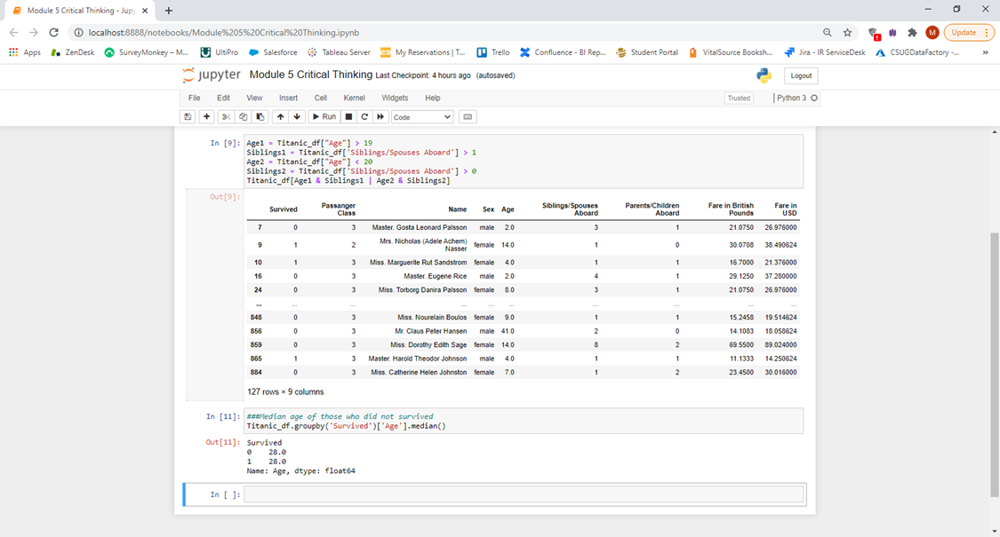 Module 5 Critical Thinking - Jupy
localhost:8888/notebooks/Module%205%20Critical%20Thinking.ipynb
M
Update
Apps ZenDesk SurveyMonkey – M... UltiPro Salesforce Tableau Server My Reservations | T... Trello Confluence - BI Rep... Student Portal VitalSource Booksh... Jira - IR ServiceDesk CSUGDataFactory -... »
jupyter Module 5 Critical Thinking Last Checkpoint: 4 hours ago (autosaved) Logout
File Edit View Insert Cell Kernel Widgets Help Trusted Python 3
Run Code
In [9]: Age1 = Titanic_df["Age"] > 19
Siblings1 = Titanic_df['Siblings/Spouses Aboard'] > 1
Age2 = Titanic_df["Age"] < 20
Siblings2 = Titanic_df['Siblings/Spouses Aboard'] > 0
Titanic_df[Age1 & Siblings1 | Age2 & Siblings2]
Out[9]:
Survived Passanger Class Name Sex Age Siblings/Spouses Aboard Parents/Children Aboard Fare in British Pounds Fare in USD
7 0 3 Master. Gosta Leonard Palsson male 2.0 3 1 21.0750 26.976000
9 1 2 Mrs. Nicholas (Adele Achem) Nasser female 14.0 1 0 30.0708 38.490624
10 1 3 Miss. Marguerite Rut Sandstrom female 4.0 1 1 16.7000 21.376000
16 0 3 Master. Eugene Rice male 2.0 4 1 29.1250 37.280000
24 0 3 Miss. Torborg Danira Palsson female 8.0 3 1 21.0750 26.976000
... ... ... ... ... ... ... ... ... ...
848 0 3 Miss. Nourelain Boulos female 9.0 1 1 15.2458 19.514624
856 0 3 Mr. Claus Peter Hansen male 41.0 2 0 14.1083 18.058624
859 0 3 Miss. Dorothy Edith Sage female 14.0 8 2 69.5500 89.024000
865 1 3 Master. Harold Theodor Johnson male 4.0 1 1 11.1333 14.250624
884 0 3 Miss. Catherine Helen Johnston female 7.0 1 2 23.4500 30.016000
127 rows × 9 columns
In [11]: ###Median age of those who did not survived
Titanic_df.groupby('Survived')['Age'].median()
Out[11]: Survived
0 28.0
1 28.0
Name: Age, dtype: float64
In [ ]: